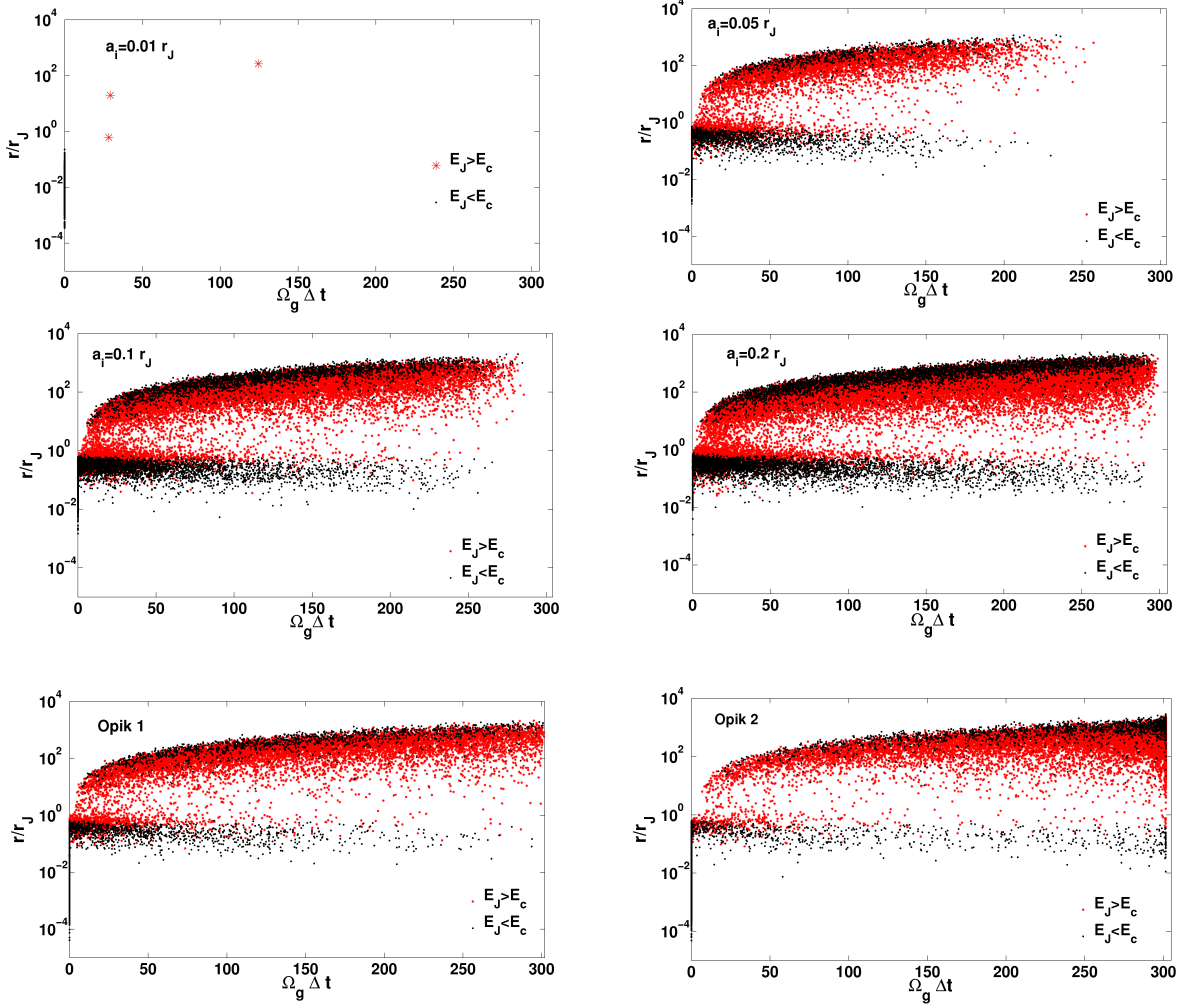 10^4
a_i=0.01 r_J
10^2
r/r_J
10^0
E_J>E_c
10^-2
E_J<E_c
10^-4
0 50 100 150 200 250 300
Ω_g Δ t
10^4
a_i=0.05 r_J
10^2
r/r_J
10^0
10^-2
E_J>E_c
E_J<E_c
10^-4
0 50 100 150 200 250 300
Ω_g Δ t
10^4
a_i=0.1 r_J
10^2
r/r_J
10^0
10^-2
E_J>E_c
E_J<E_c
10^-4
0 50 100 150 200 250 300
Ω_g Δ t
10^4
a_i=0.2 r_J
10^2
r/r_J
10^0
10^-2
E_J>E_c
E_J<E_c
10^-4
0 50 100 150 200 250 300
Ω_g Δ t
10^4
Opik 1
10^2
r/r_J
10^0
10^-2
E_J>E_c
E_J<E_c
10^-4
0 50 100 150 200 250 300
Ω_g Δ t
10^4
Opik 2
10^2
r/r_J
10^0
10^-2
E_J>E_c
E_J<E_c
10^-4
0 50 100 150 200 250 300
Ω_g Δ t